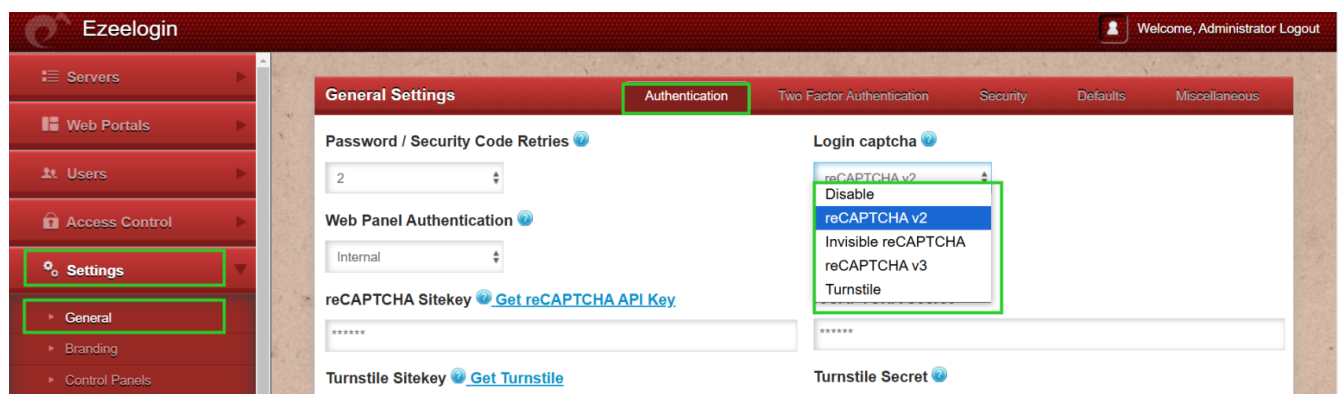 Ezeelogin
Welcome, Administrator Logout
Servers
Web Portals
Users
Access Control
Settings
General
Branding
Control Panels
General Settings
Authentication
Two Factor Authentication
Security
Defaults
Miscellaneous
Password / Security Code Retries
2
Login captcha
reCAPTCHA v2
Disable
reCAPTCHA v2
Invisible reCAPTCHA
reCAPTCHA v3
Turnstile
Web Panel Authentication
Internal
reCAPTCHA Sitekey Get reCAPTCHA API Key
******
******
Turnstile Sitekey Get Turnstile
Turnstile Secret